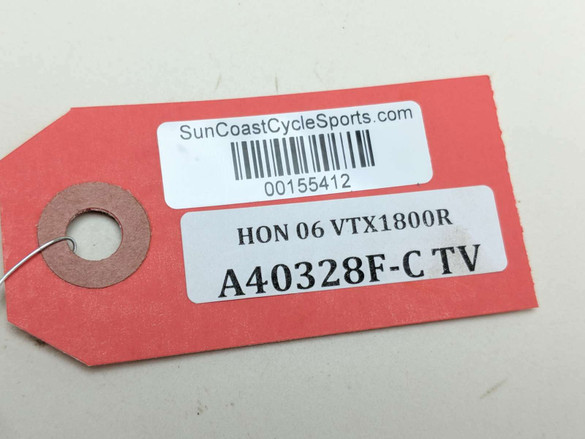 SunCoastCycleSports.com
00155412
HON 06 VTX1800R
A40328F-C TV